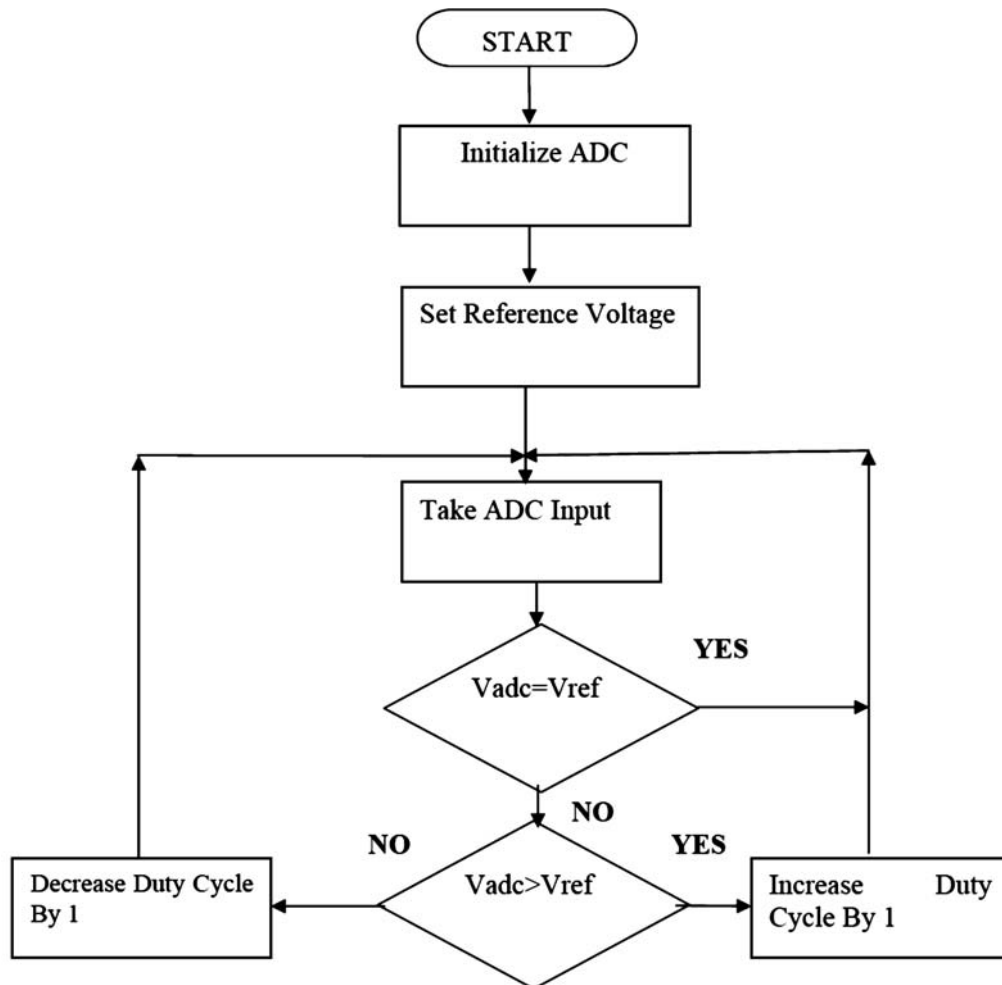 START
Initialize ADC
Set Reference Voltage
Take ADC Input
YES
Vadc=Vref
NO
NO
YES
Vadc>Vref
Decrease Duty Cycle
By 1
Increase Duty
Cycle By 1